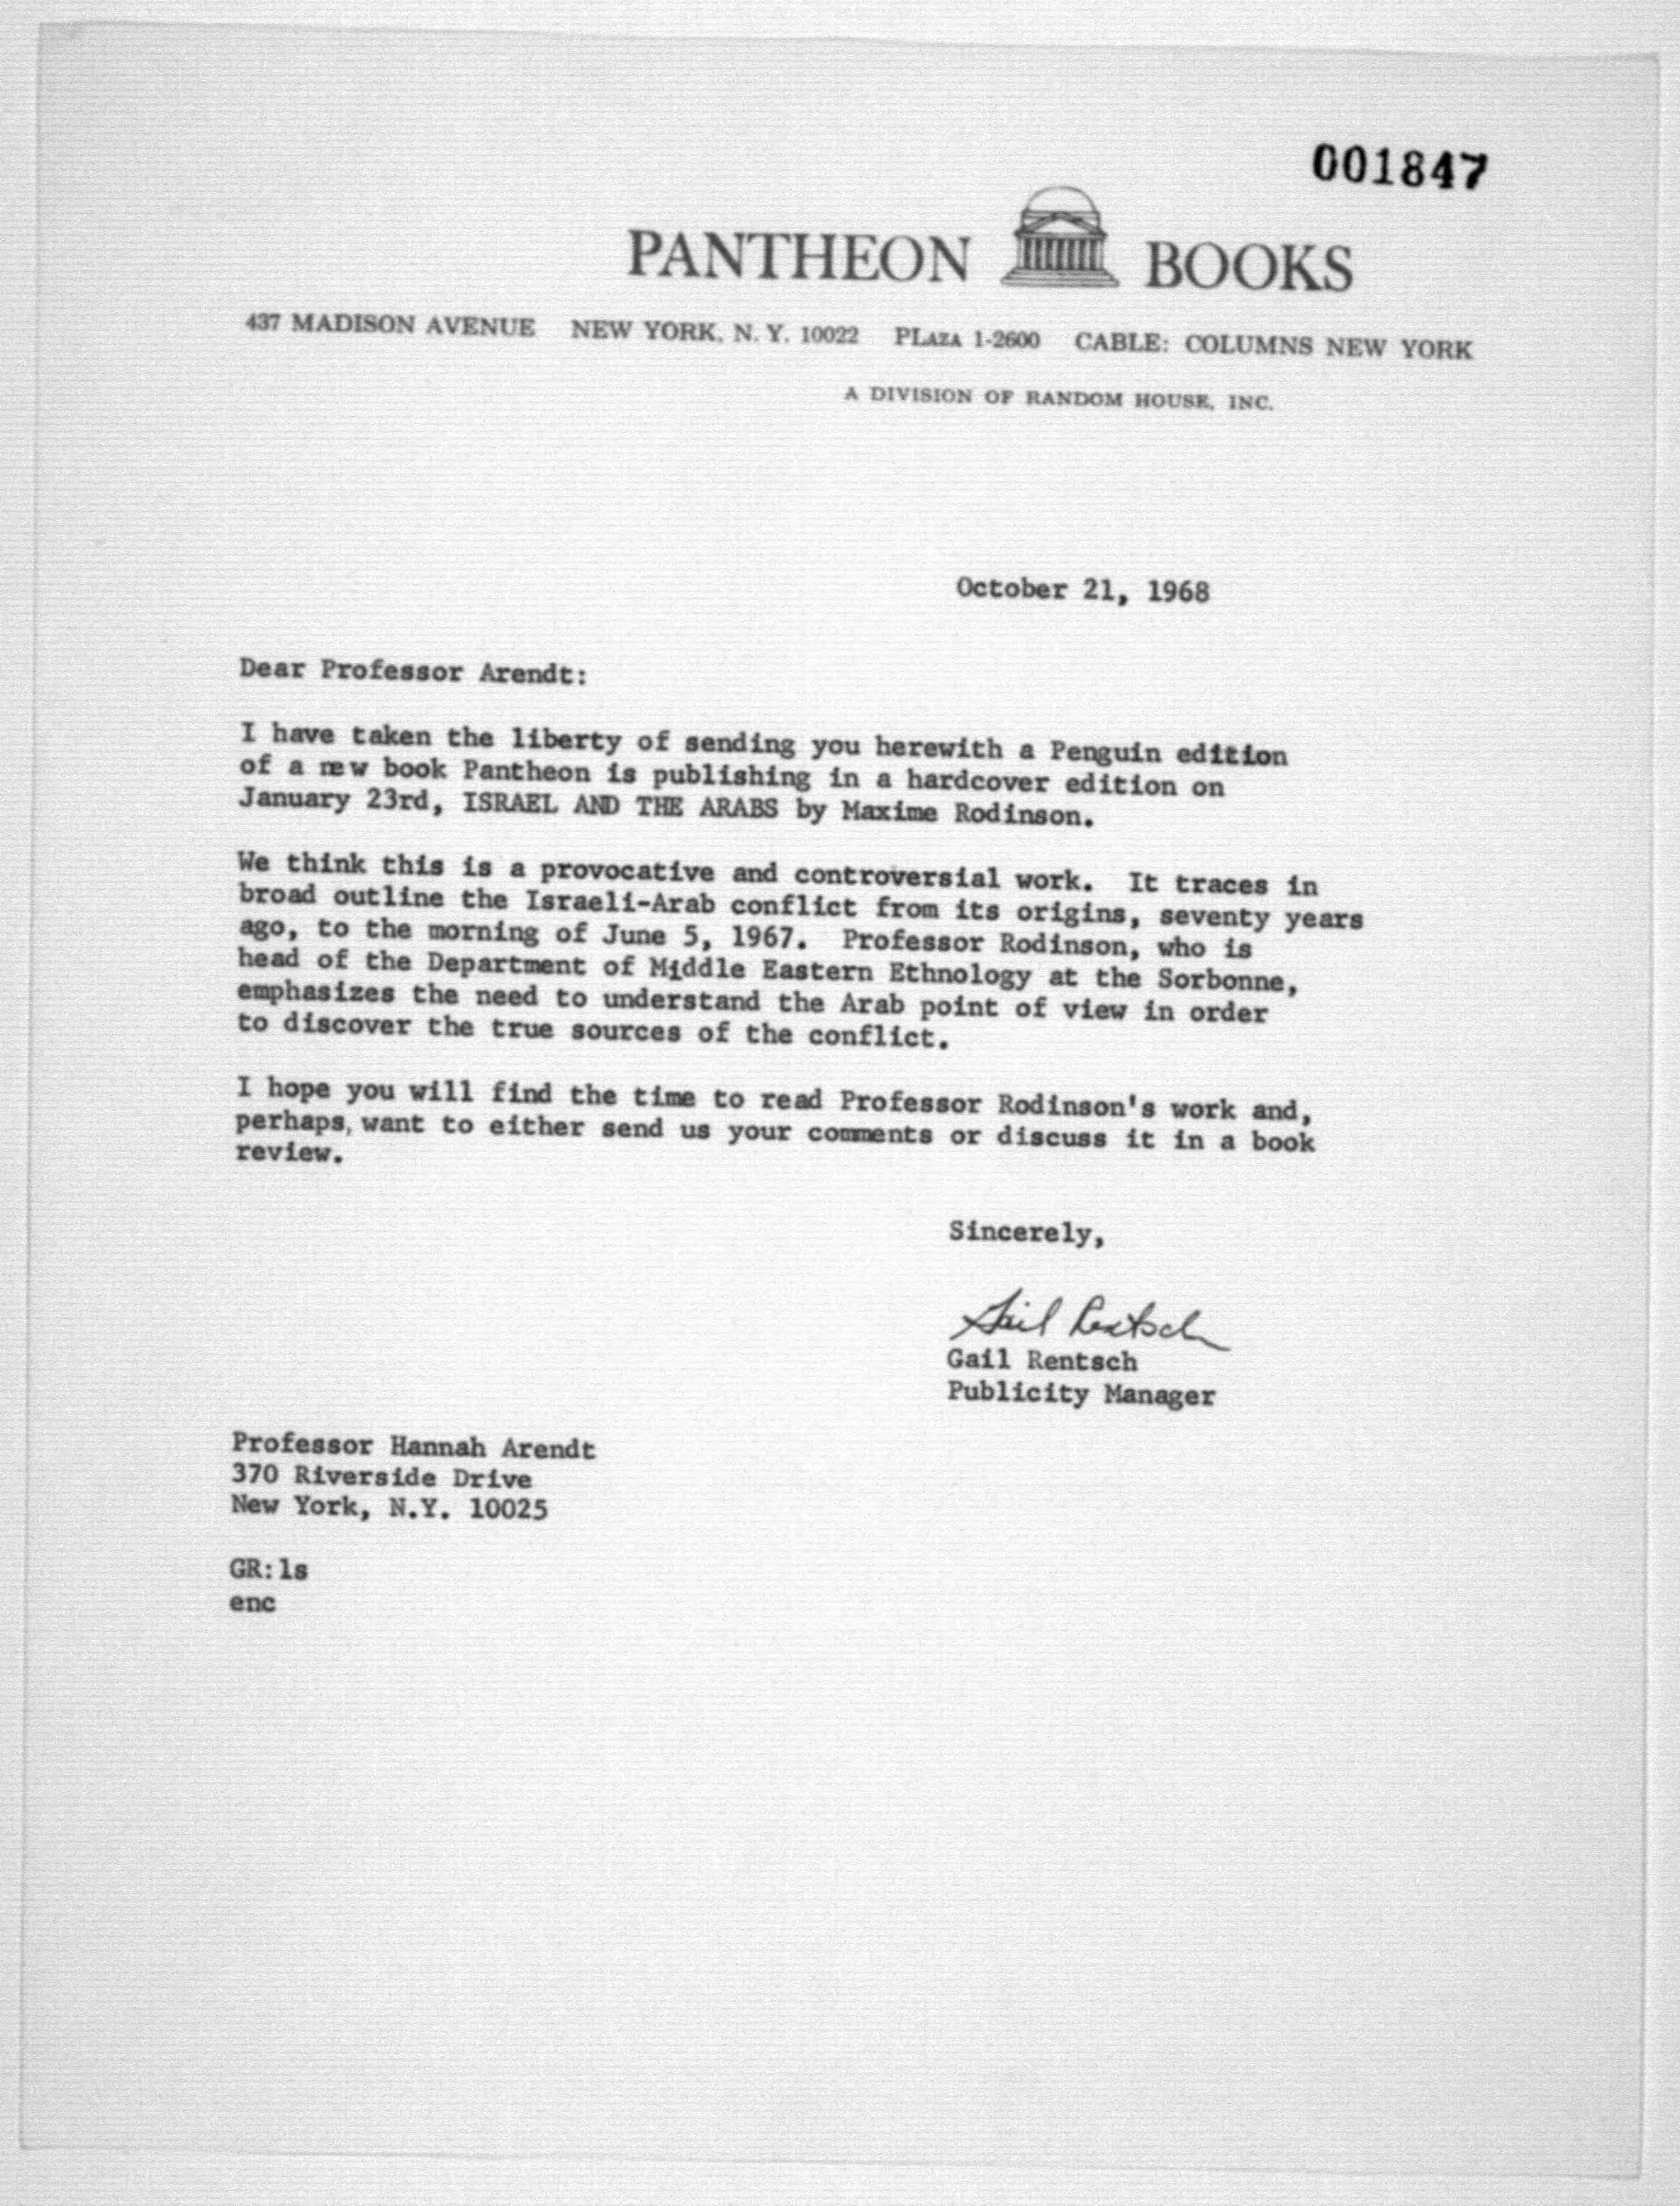 001847
PANTHEON BOOKS
437 MADISON AVENUE NEW YORK, N. Y. 10022 PLAZA 1-2600 CABLE: COLUMNS NEW YORK
A DIVISION OF RANDOM HOUSE, INC.
October 21, 1968
Dear Professor Arendt:
I have taken the liberty of sending you herewith a Penguin edition
of a new book Pantheon is publishing in a hardcover edition on
January 23rd, ISRAEL AND THE ARABS by Maxime Rodinson.
We think this is a provocative and controversial work. It traces in
broad outline the Israeli-Arab conflict from its origins, seventy years
ago, to the morning of June 5, 1967. Professor Rodinson, who is
head of the Department of Middle Eastern Ethnology at the Sorbonne,
emphasizes the need to understand the Arab point of view in order
to discover the true sources of the conflict.
I hope you will find the time to read Professor Rodinson's work and,
perhaps, want to either send us your comments or discuss it in a book
review.
Sincerely,
Gail Rentsch
Gail Rentsch
Publicity Manager
Professor Hannah Arendt
370 Riverside Drive
New York, N.Y. 10025
GR:ls
enc